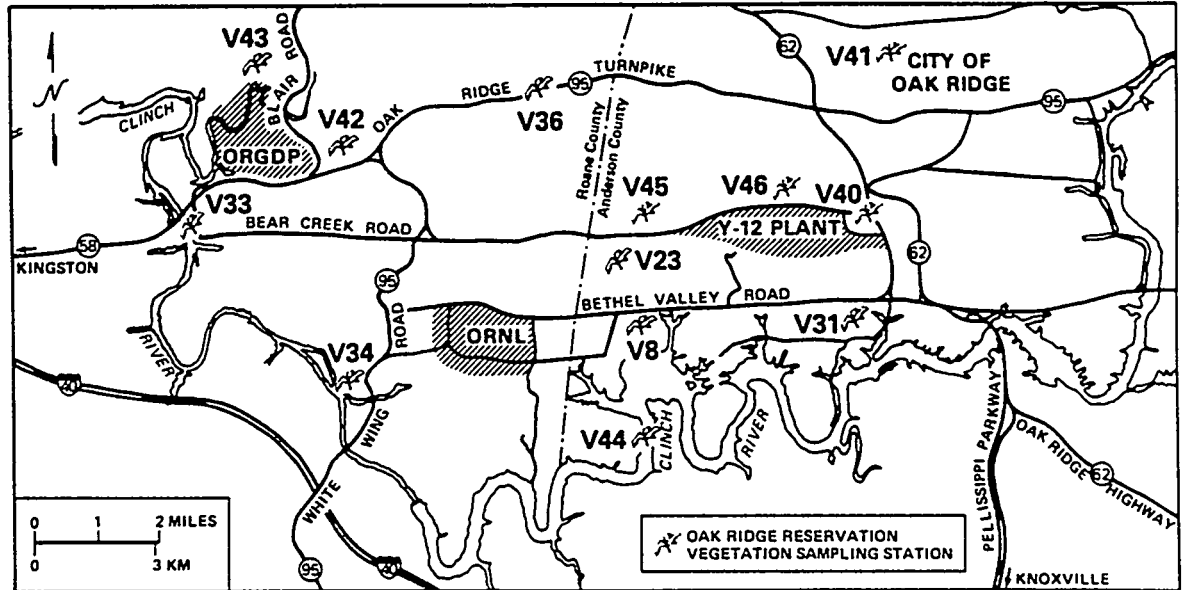 V43
BLAIR ROAD
62
V41
CITY OF
OAK RIDGE
N
CLINCH
V42
OAK RIDGE TURNPIKE
95
V36
95
ORGDP
Roane County
Anderson County
V33
V45
V46
V40
BEAR CREEK ROAD
Y-12 PLANT
58
KINGSTON
62
V23
95
BETHEL VALLEY ROAD
ORNL
V31
V8
RIVER
V34
40
WHITE WING ROAD
V44
CLINCH RIVER
PELLISSIPPI PARKWAY
OAK RIDGE HIGHWAY
62
0 1 2 MILES
0 3 KM
95
40
OAK RIDGE RESERVATION
VEGETATION SAMPLING STATION
KNOXVILLE